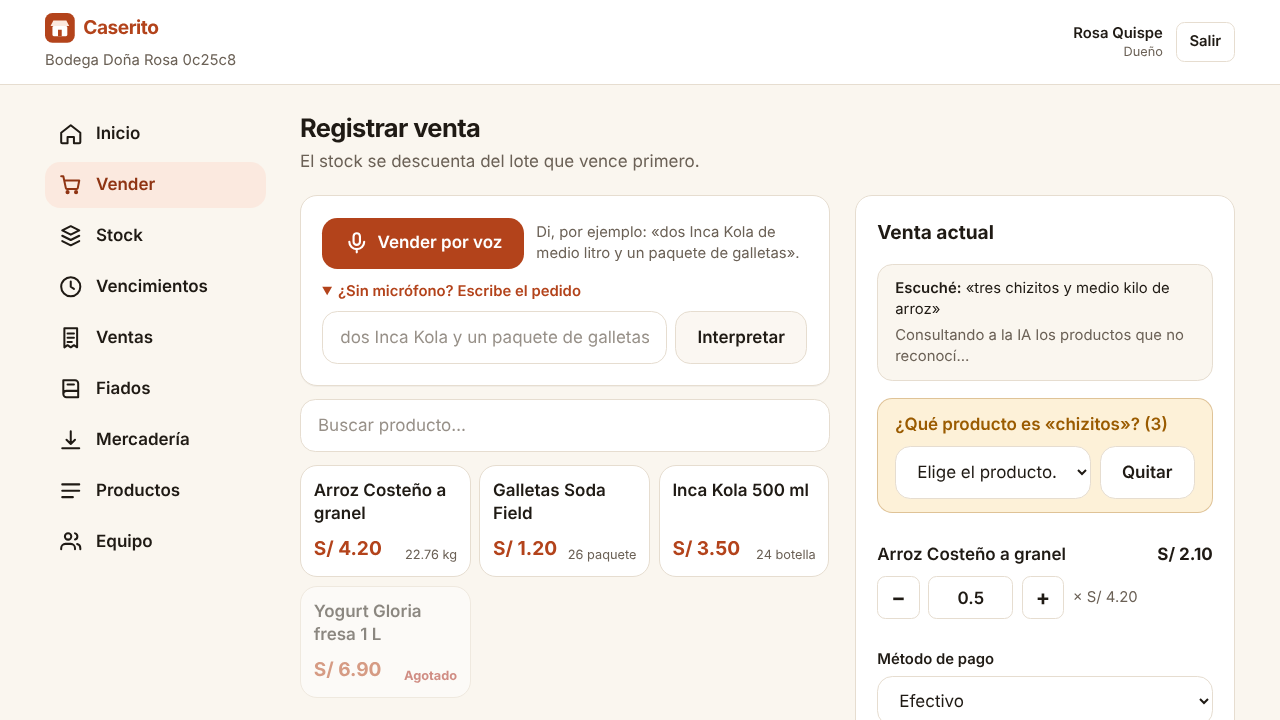 Caserito
Bodega Doña Rosa 0c25c8
Rosa Quispe
Dueño
Salir
Inicio
Vender
Stock
Vencimientos
Ventas
Fiados
Mercadería
Productos
Equipo
Registrar venta
El stock se descuenta del lote que vence primero.
Vender por voz
Di, por ejemplo: «dos Inca Kola de
medio litro y un paquete de galletas».
▼ ¿Sin micrófono? Escribe el pedido
dos Inca Kola y un paquete de galletas
Interpretar
Buscar producto...
Arroz Costeño a
granel
S/ 4.20
22.76 kg
Galletas Soda
Field
S/ 1.20
26 paquete
Inca Kola 500 ml
S/ 3.50
24 botella
Yogurt Gloria
fresa 1 L
S/ 6.90
Agotado
Venta actual
Escuché: «tres chizitos y medio kilo de
arroz»
Consultando a la IA los productos que no
reconocí...
¿Qué producto es «chizitos»? (3)
Elige el producto.
Quitar
Arroz Costeño a granel
S/ 2.10
−
0.5
+
× S/ 4.20
Método de pago
Efectivo